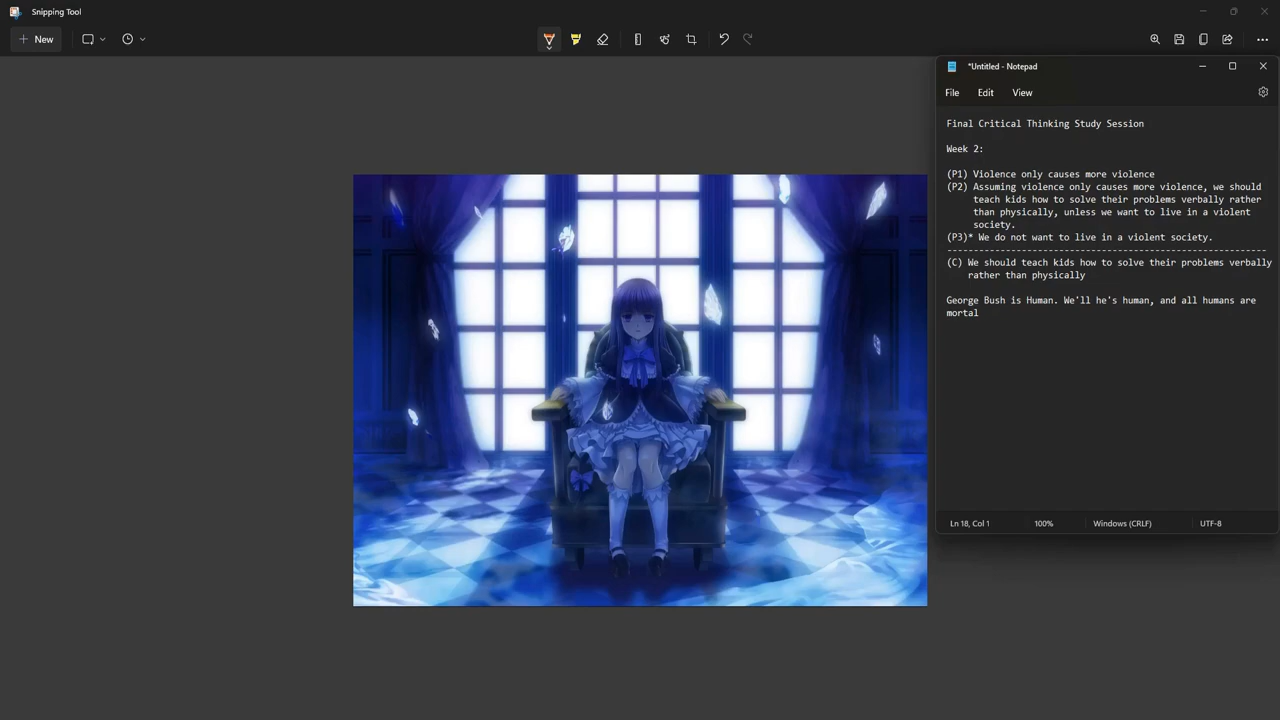 Snipping Tool
New
*Untitled - Notepad
File Edit View
Final Critical Thinking Study Session
Week 2:
(P1) Violence only causes more violence
(P2) Assuming violence only causes more violence, we should
teach kids how to solve their problems verbally rather
than physically, unless we want to live in a violent
society.
(P3)* We do not want to live in a violent society.
------------------------------------------------------------
(C) We should teach kids how to solve their problems verbally
rather than physically
George Bush is Human. We'll he's human, and all humans are
mortal
Ln 18, Col 1 100% Windows (CRLF) UTF-8